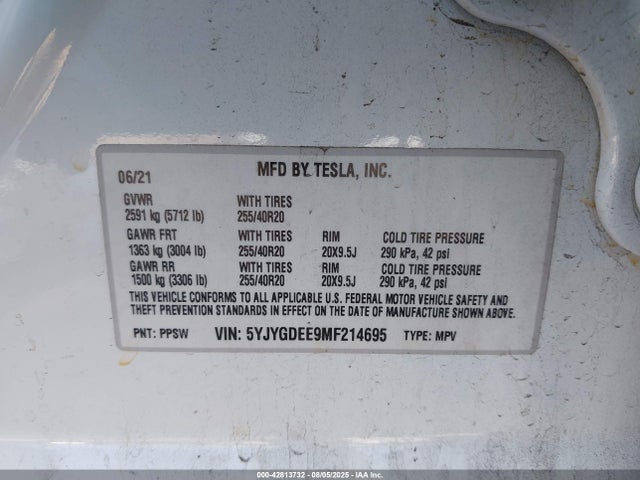 MFD BY TESLA, INC.
06/21
GVWR WITH TIRES
2591 kg (5712 lb) 255/40R20
GAWR FRT WITH TIRES RIM COLD TIRE PRESSURE
1363 kg (3004 lb) 255/40R20 20X9.5J 290 kPa, 42 psi
GAWR RR WITH TIRES RIM COLD TIRE PRESSURE
1500 kg (3306 lb) 255/40R20 20X9.5J 290 kPa, 42 psi
THIS VEHICLE CONFORMS TO ALL APPLICABLE U.S. FEDERAL MOTOR VEHICLE SAFETY AND
THEFT PREVENTION STANDARDS IN EFFECT ON THE DATE OF MANUFACTURE SHOWN ABOVE.
PNT: PPSW VIN: 5YJYGDEE9MF214695 TYPE: MPV
000-42813732 - 08/05/2025 - IAAI.COM